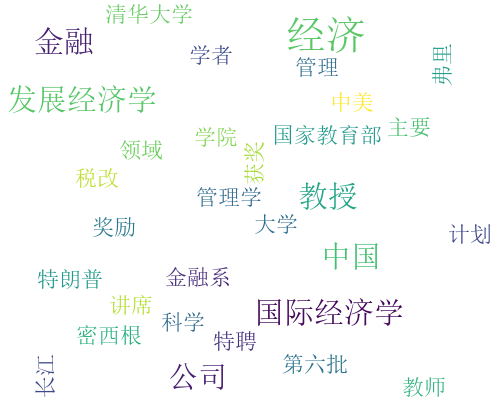 清华大学
经济
金融
学者
弗里
管理
发展经济学
中美
主要
国家教育部
学院
领域
获奖
税改
管理学
教授
奖励
大学
计划
中国
特朗普
金融系
讲席
国际经济学
科学
密西根
特聘
第六批
公司
长江
教师